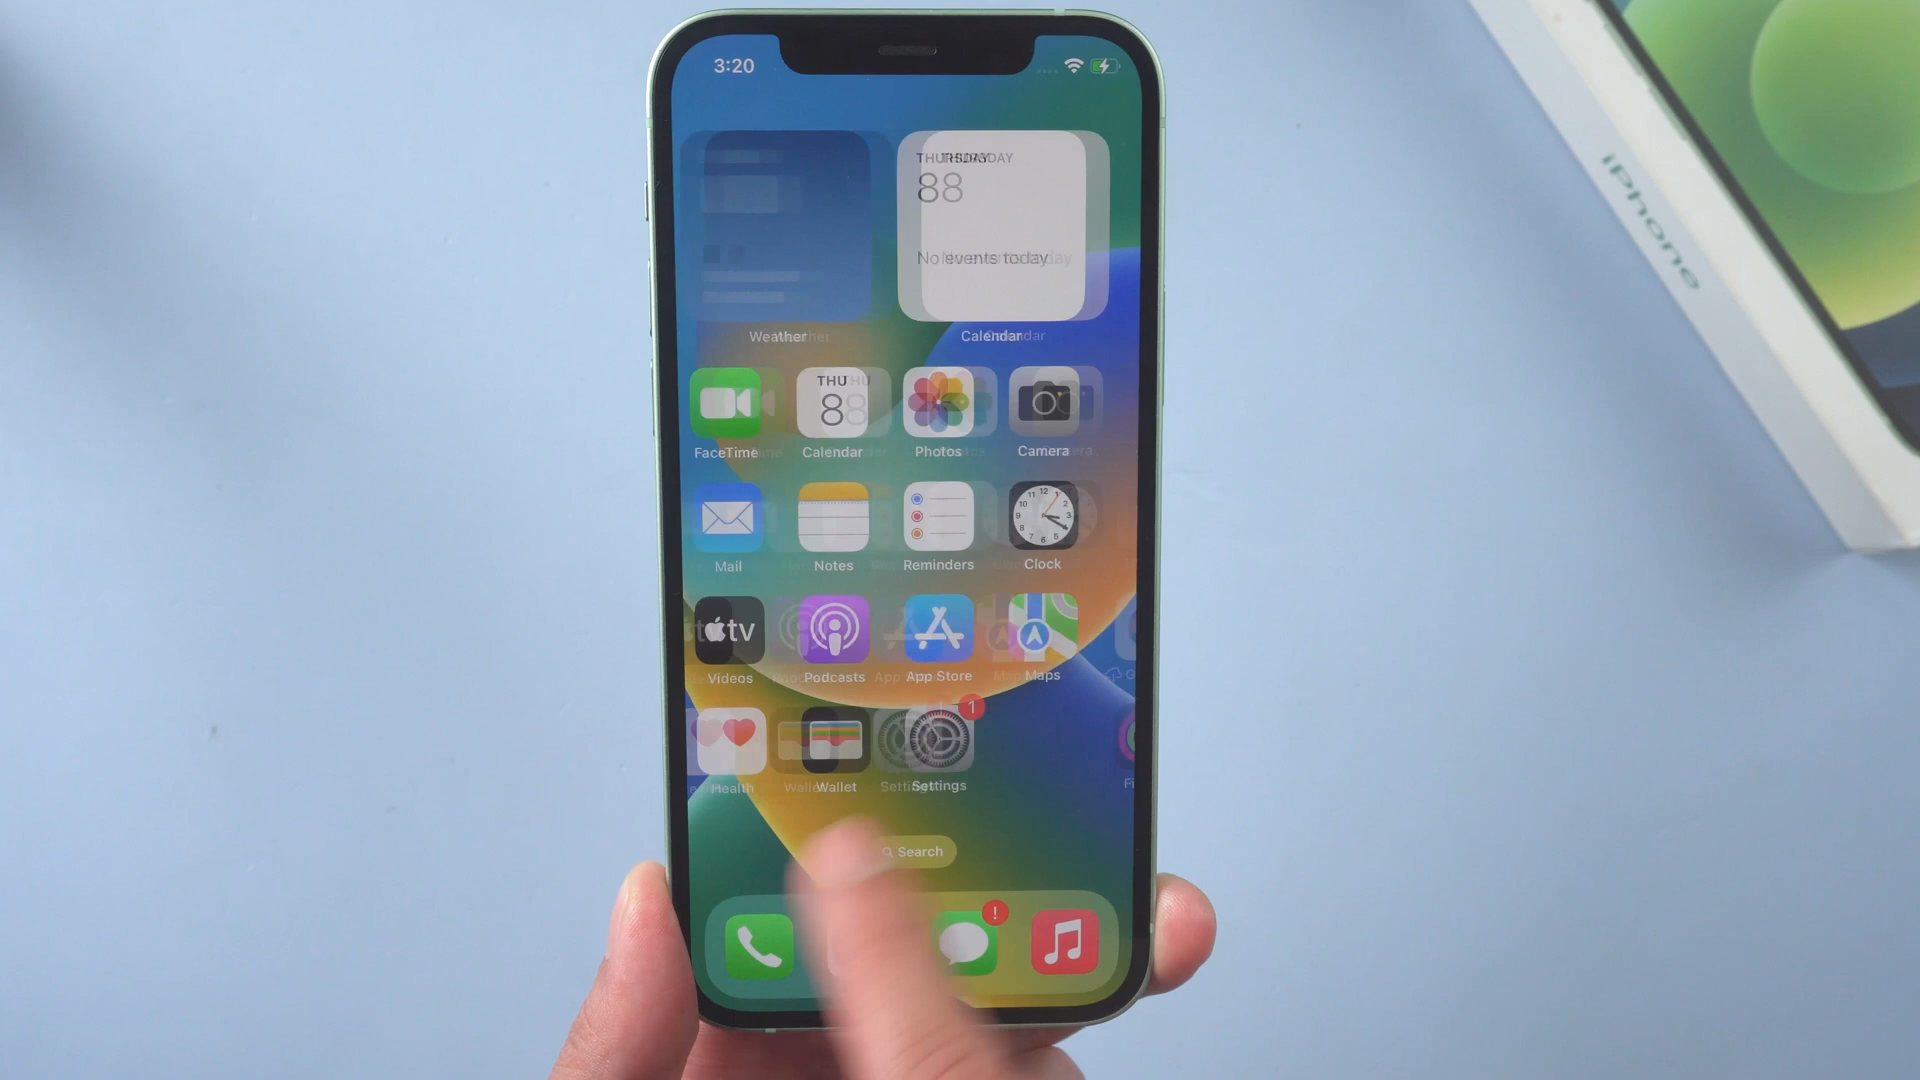 3:20
THURSDAY
8
No events today
Weather
Calendar
THU
8
FaceTime
Calendar
Photos
Camera
12
Mail
Notes
Reminders
Clock
tv
Videos
Podcasts
App Store
Maps
1
Health
Wallet
Settings
Search
!
iPhone